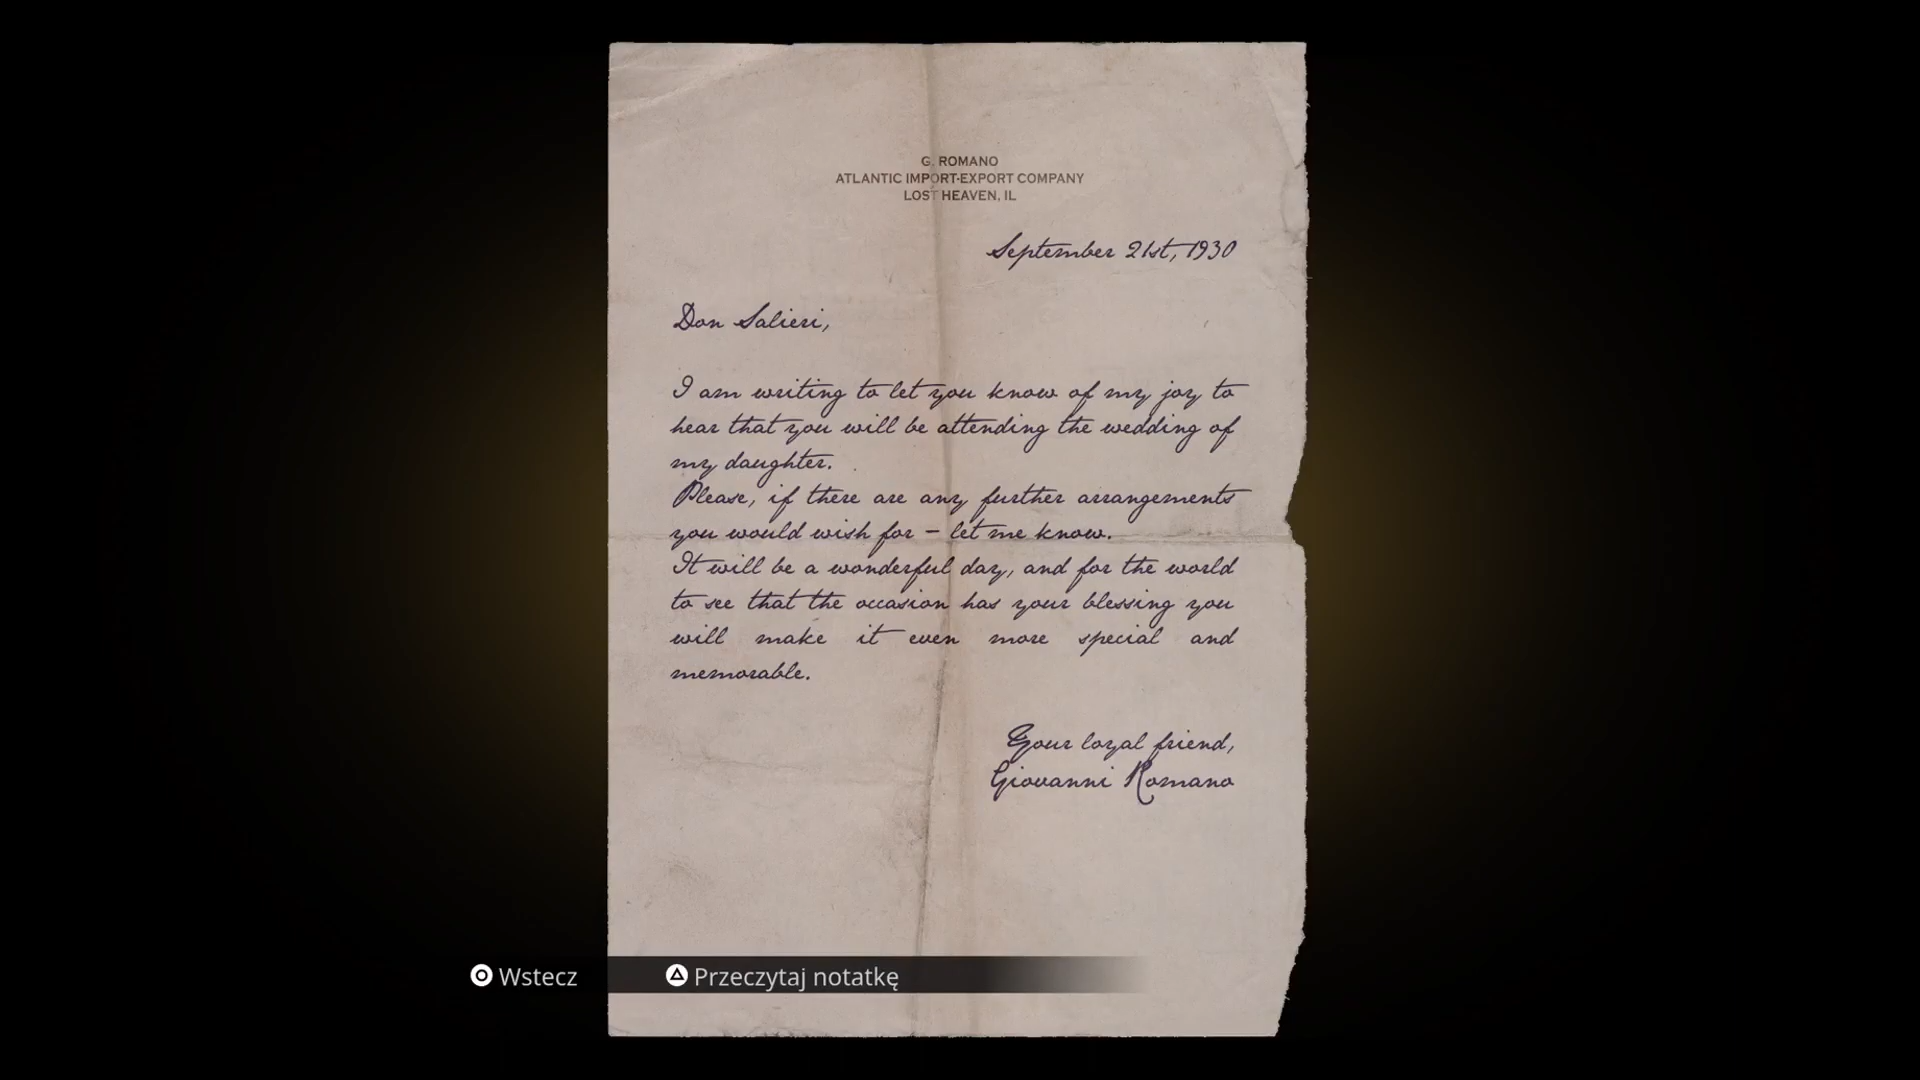 G. ROMANO
ATLANTIC IMPORT-EXPORT COMPANY
LOST HEAVEN, IL
September 21st, 1930
Don Salieri,
I am writing to let you know of my joy to
hear that you will be attending the wedding of
my daughter.
Please, if there are any further arrangements
you would wish for – let me know.
It will be a wonderful day, and for the world
to see that the occasion has your blessing you
will make it even more special and
memorable.
Your loyal friend,
Giovanni Romano
Wstecz
Przeczytaj notatkę